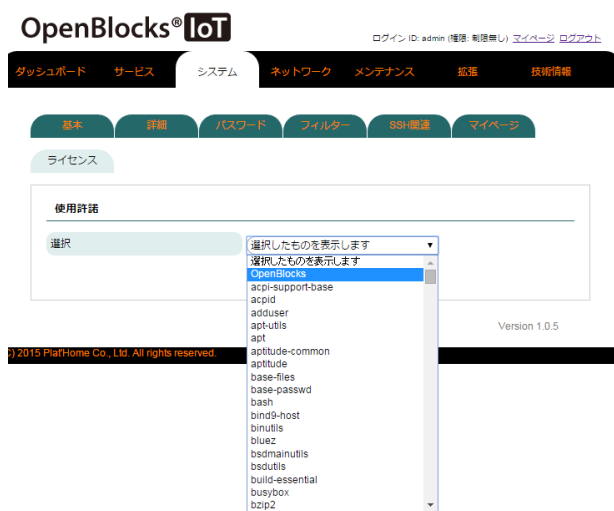 OpenBlocks® IoT
ログイン ID: admin (権限: 制限無し) マイページ ログアウト
ダッシュボード サービス システム ネットワーク メンテナンス 拡張 技術情報
基本 詳細 パスワード フィルター SSH関連 マイページ
ライセンス
使用許諾
選択 選択したものを表示します
選択したものを表示します
OpenBlocks
acpi-support-base
acpid
adduser
apt-utils
apt
aptitude-common
aptitude
base-files
base-passwd
bash
bind9-host
binutils
bluez
bsdmainutils
bsdutils
build-essential
busybox
bzip2
Version 1.0.5
c) 2015 Plat'Home Co., Ltd. All rights reserved.